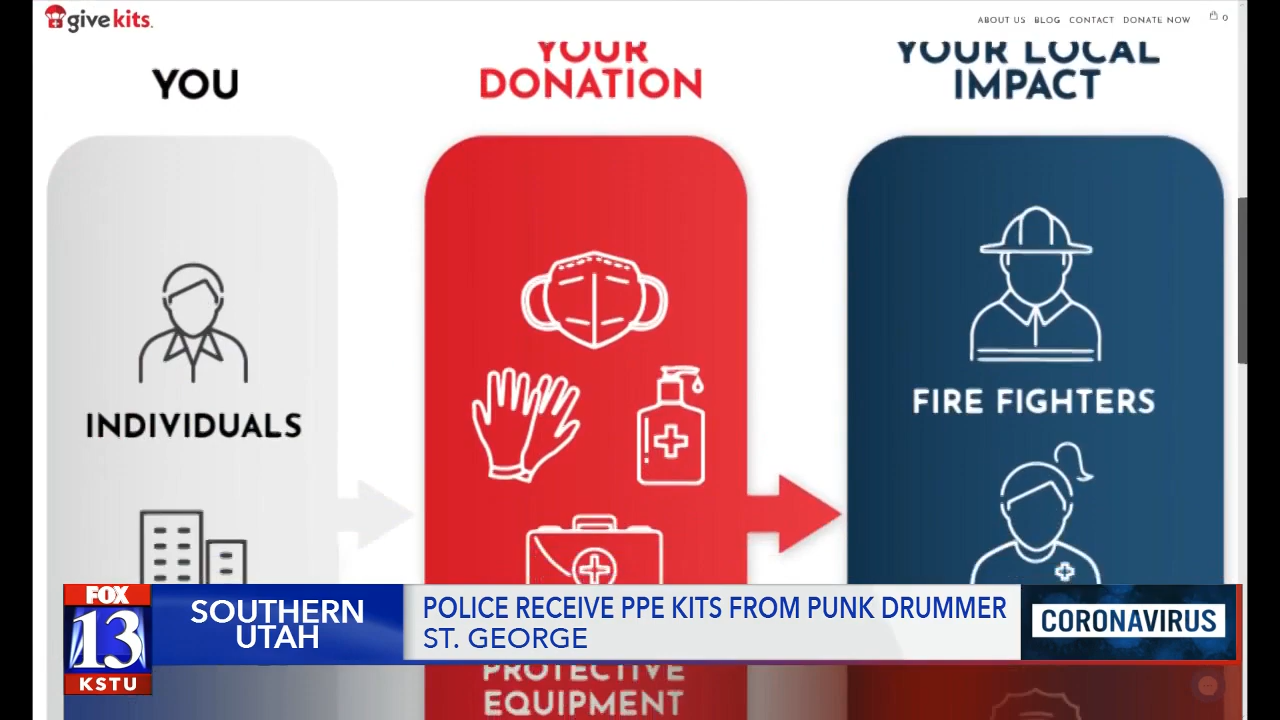 givekits.
ABOUT US BLOG CONTACT DONATE NOW 0
YOU
YOUR
DONATION
YOUR LOCAL
IMPACT
INDIVIDUALS
FIRE FIGHTERS
FOX
13
KSTU
SOUTHERN
UTAH
POLICE RECEIVE PPE KITS FROM PUNK DRUMMER
ST. GEORGE
CORONAVIRUS
PROTECTIVE
EQUIPMENT